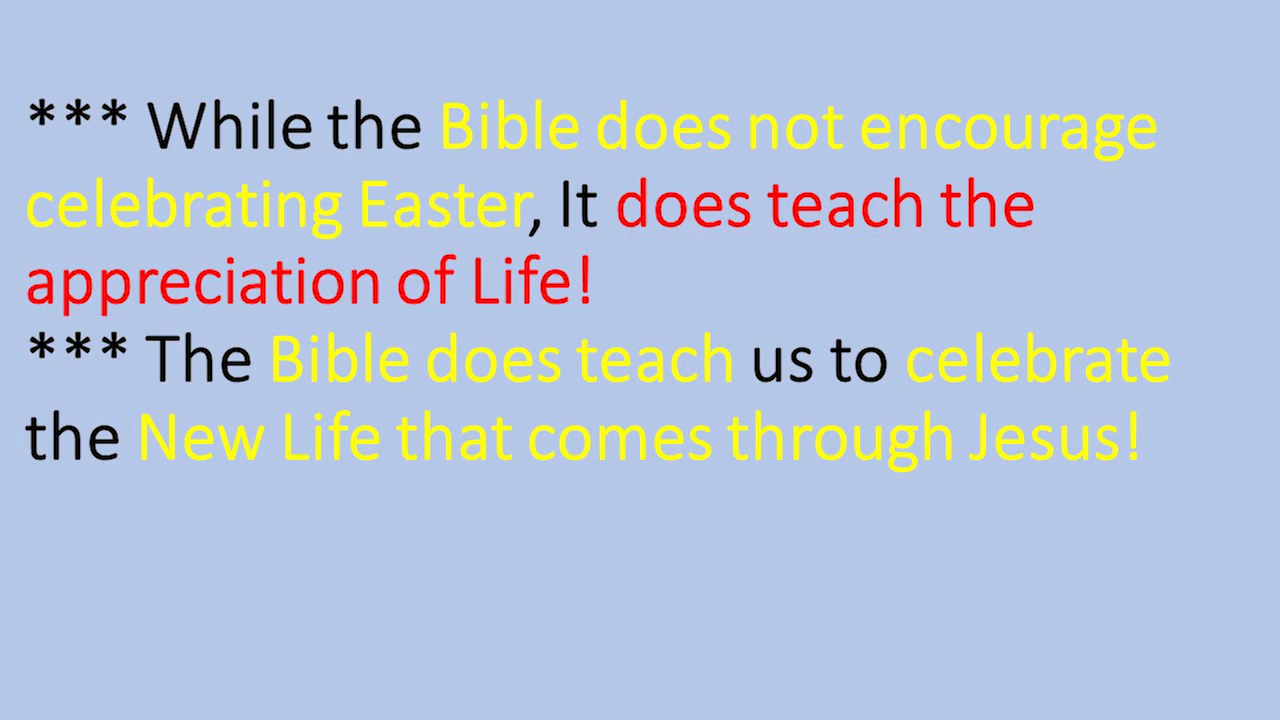 *** While the Bible does not encourage
celebrating Easter, It does teach the
appreciation of Life!
*** The Bible does teach us to celebrate
the New Life that comes through Jesus!